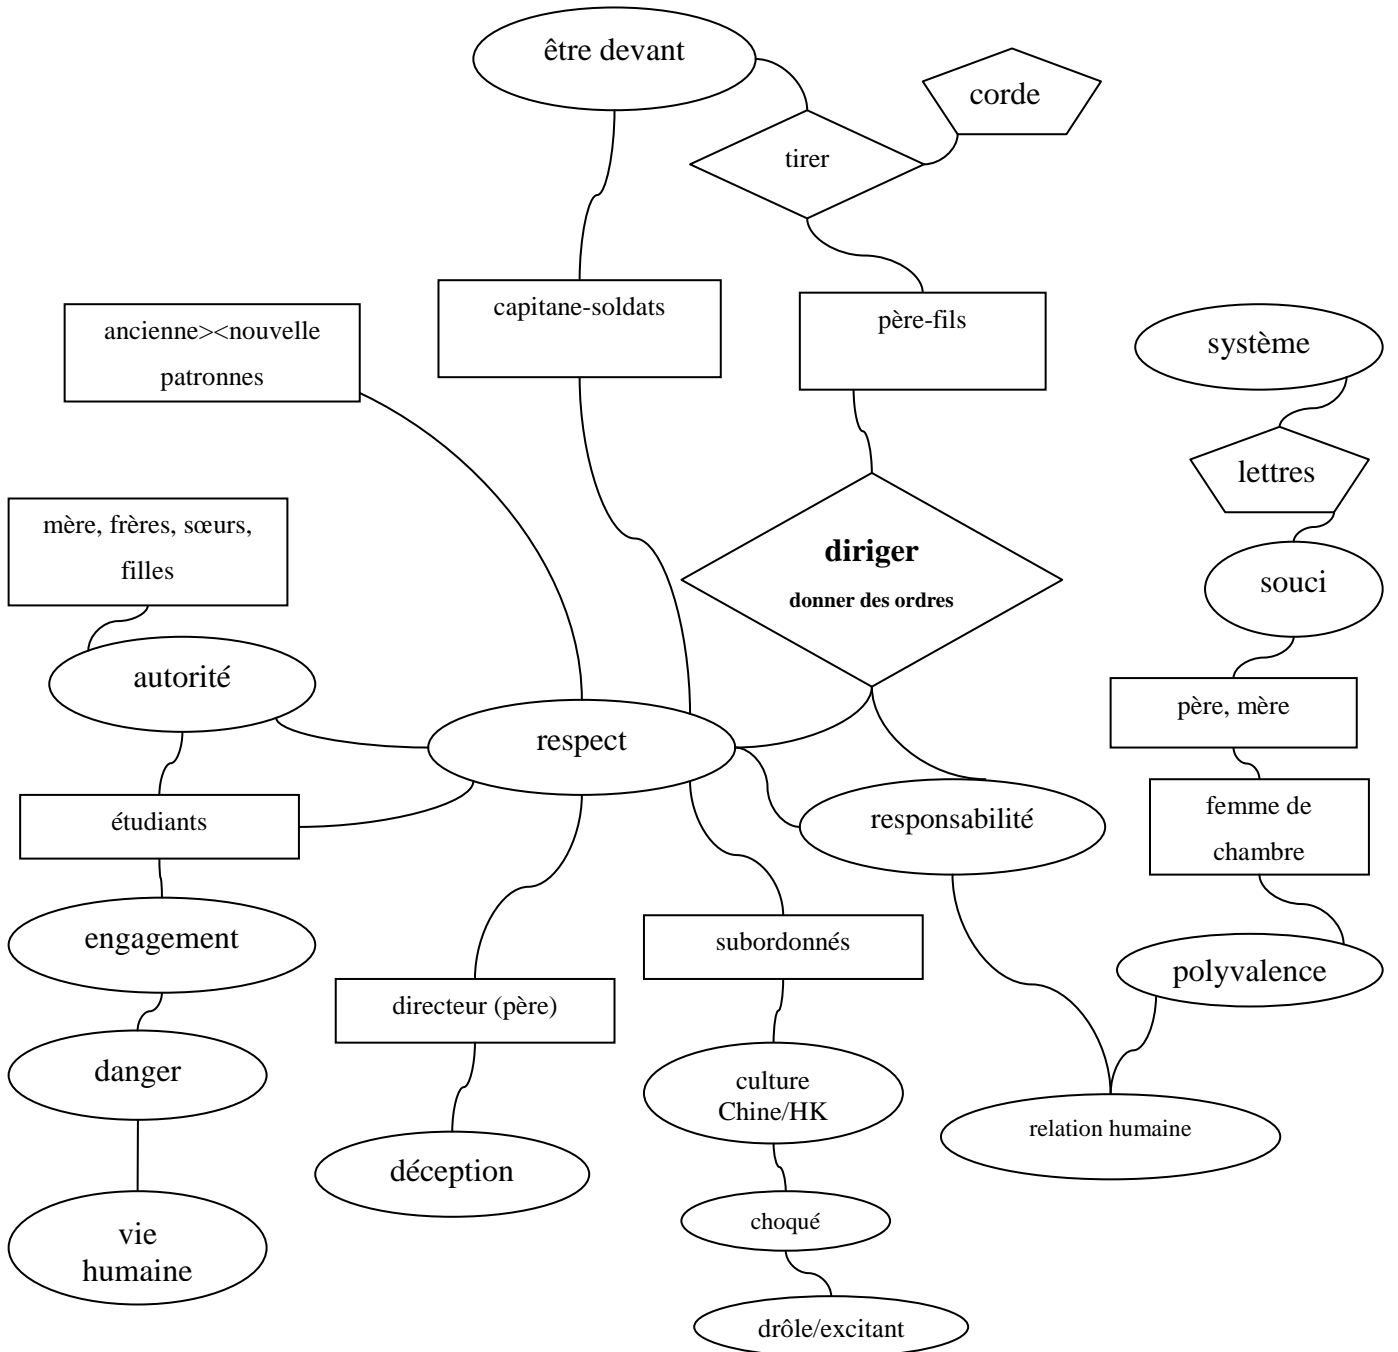 être devant
corde
tirer
capitane-soldats
père-fils
ancienne><nouvelle
patronnes
système
lettres
mère, frères, sœurs,
filles
diriger
donner des ordres
souci
autorité
père, mère
respect
étudiants
responsabilité
femme de
chambre
engagement
subordonnés
polyvalence
directeur (père)
danger
culture
Chine/HK
relation humaine
déception
vie
humaine
choqué
drôle/excitant